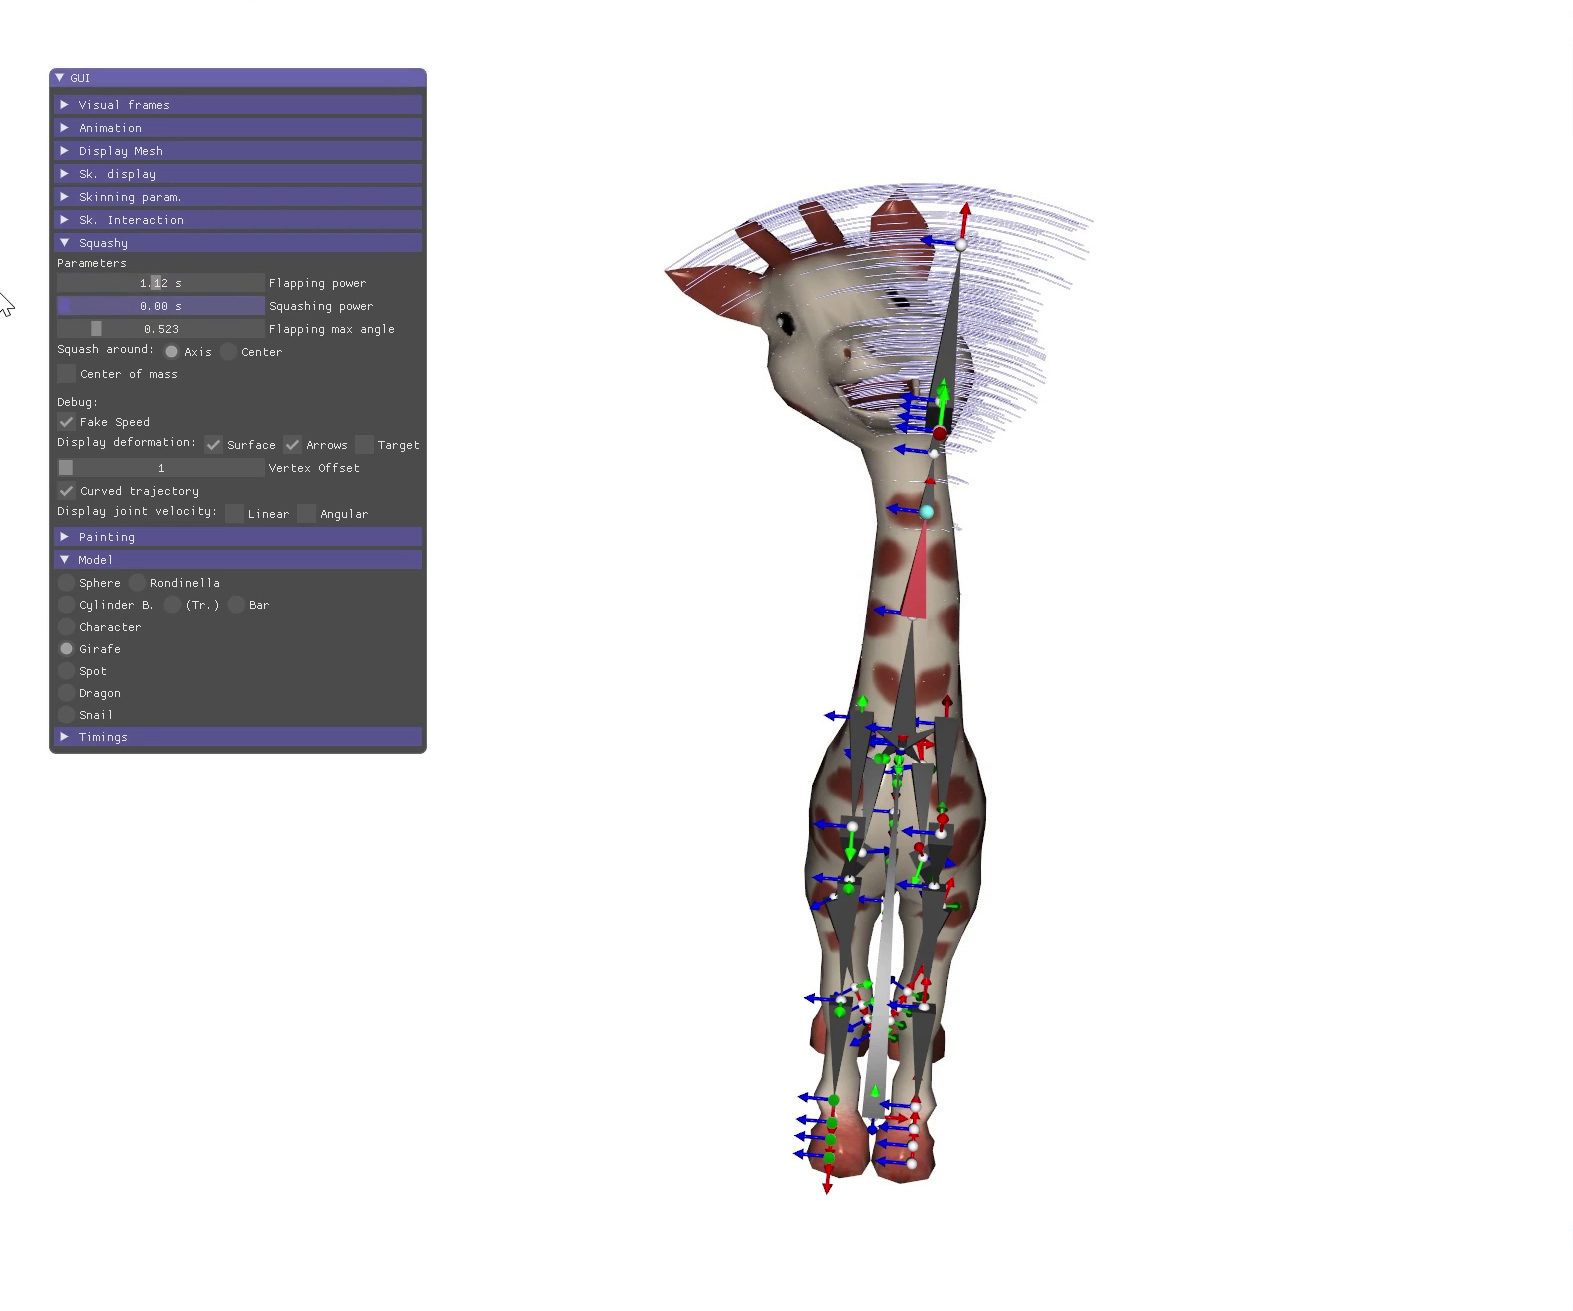 GUI
Visual frames
Animation
Display Mesh
Sk. display
Skinning param.
Sk. Interaction
Squashy
Parameters
1.12 s Flapping power
0.00 s Squashing power
0.523 Flapping max angle
Squash around: Axis Center
Center of mass
Debug:
Fake Speed
Display deformation: Surface Arrows Target
1 Vertex Offset
Curved trajectory
Display joint velocity: Linear Angular
Painting
Model
Sphere Rondinella
Cylinder B. (Tr.) Bar
Character
Girafe
Spot
Dragon
Snail
Timings